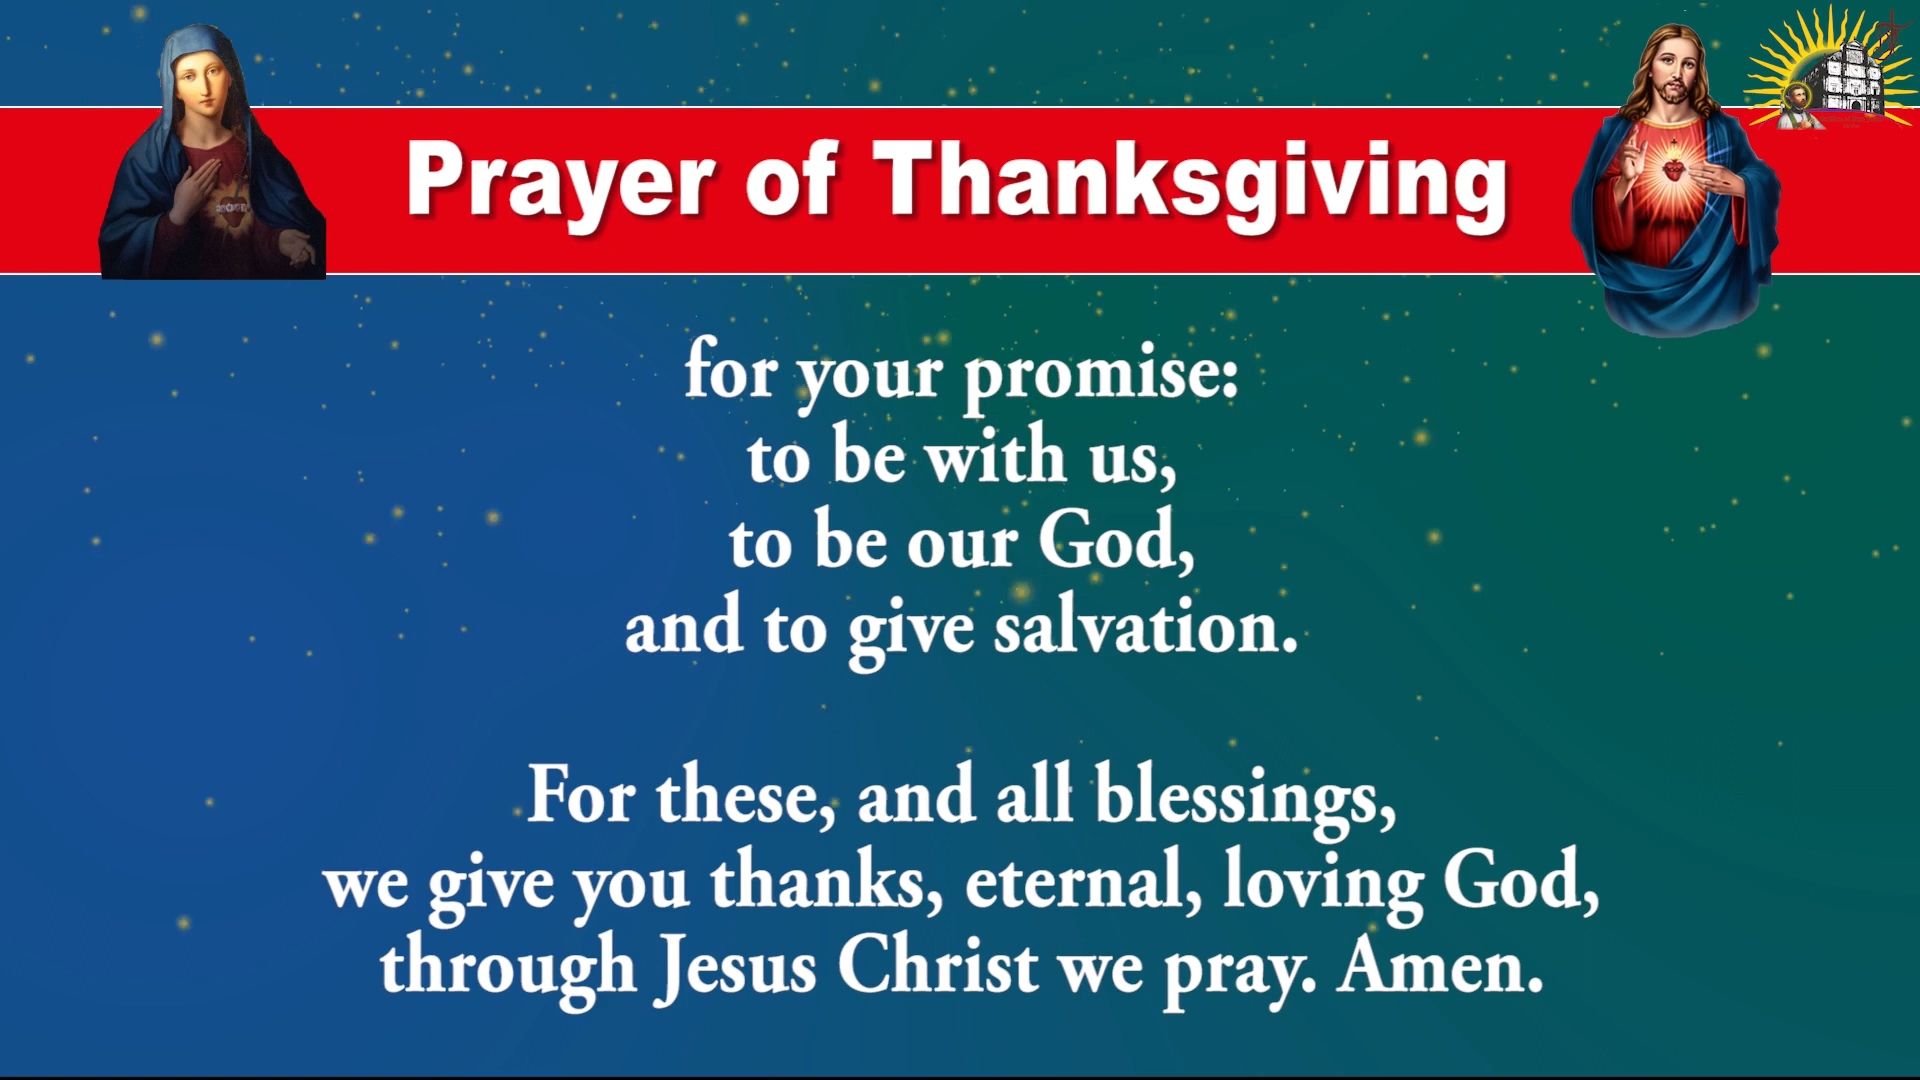 Prayer of Thanksgiving
for your promise:
to be with us,
to be our God,
and to give salvation.
For these, and all blessings,
we give you thanks, eternal, loving God,
through Jesus Christ we pray. Amen.